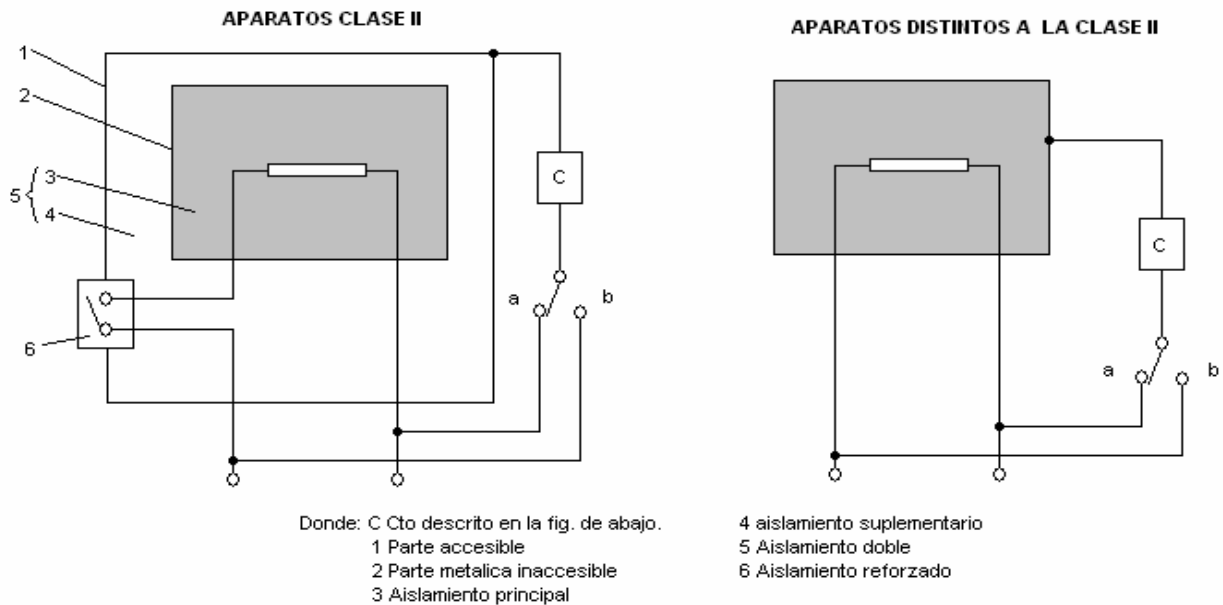 APARATOS CLASE II
APARATOS DISTINTOS A LA CLASE II
1
2
3
5
4
6
C
a
b
C
a
b
Donde: C Cto descrito en la fig. de abajo.
1 Parte accesible
2 Parte metalica inaccesible
3 Aislamiento principal
4 aislamiento suplementario
5 Aislamiento doble
6 Aislamiento reforzado